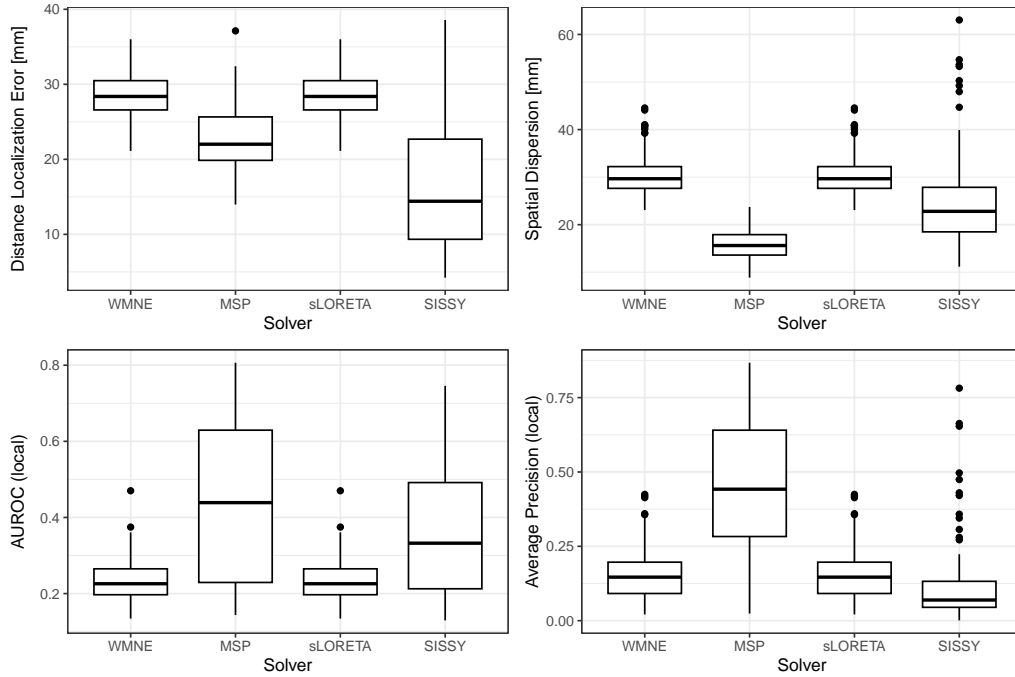 Distance Localization Eror [mm]
40
30
20
10
WMNE MSP sLORETA SISSY
Solver
Spatial Dispersion [mm]
60
40
20
WMNE MSP sLORETA SISSY
Solver
AUROC (local)
0.8
0.6
0.4
0.2
WMNE MSP sLORETA SISSY
Solver
Average Precision (local)
0.75
0.50
0.25
0.00
WMNE MSP sLORETA SISSY
Solver